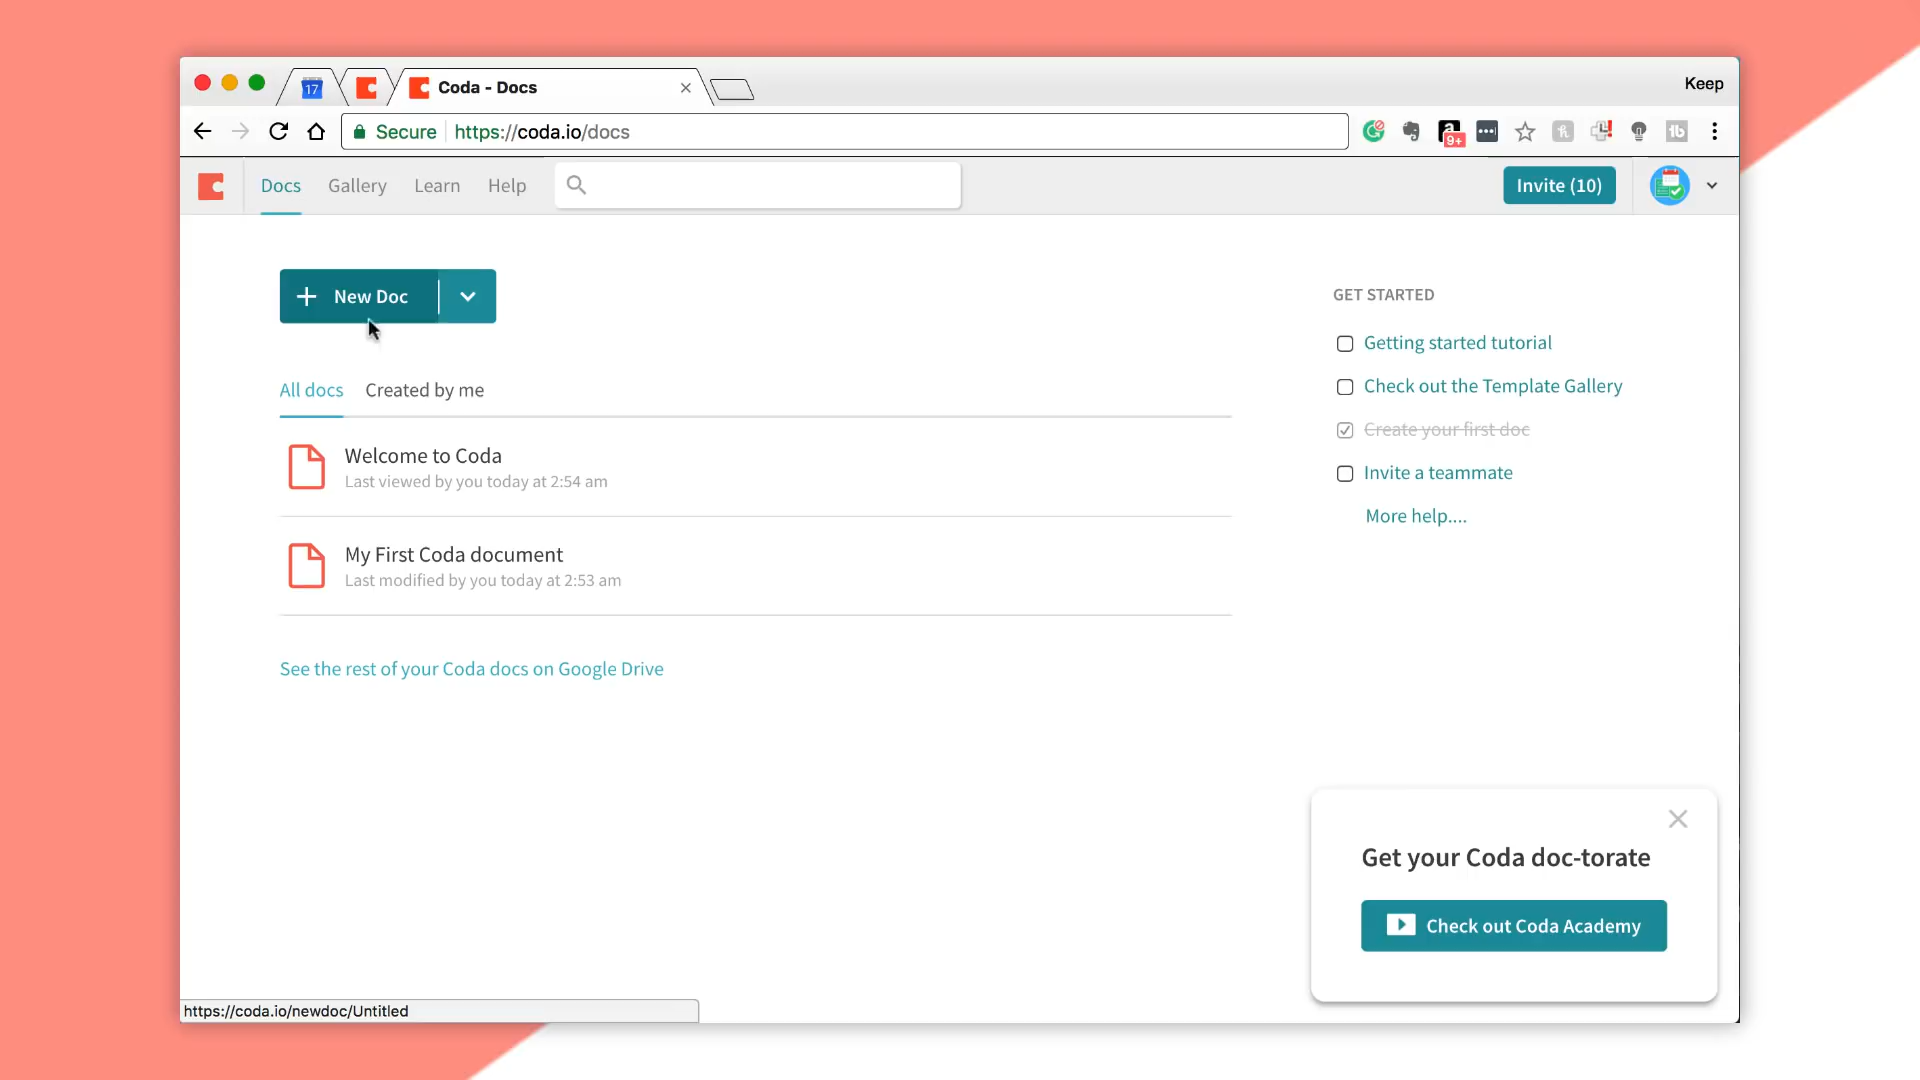 17
Coda - Docs
Keep
Secure
https://coda.io/docs
a
9+
h
tb
Docs
Gallery
Learn
Help
Invite (10)
New Doc
GET STARTED
Getting started tutorial
Check out the Template Gallery
Create your first doc
Invite a teammate
More help....
All docs
Created by me
Welcome to Coda
Last viewed by you today at 2:54 am
My First Coda document
Last modified by you today at 2:53 am
See the rest of your Coda docs on Google Drive
Get your Coda doc-torate
Check out Coda Academy
https://coda.io/newdoc/Untitled